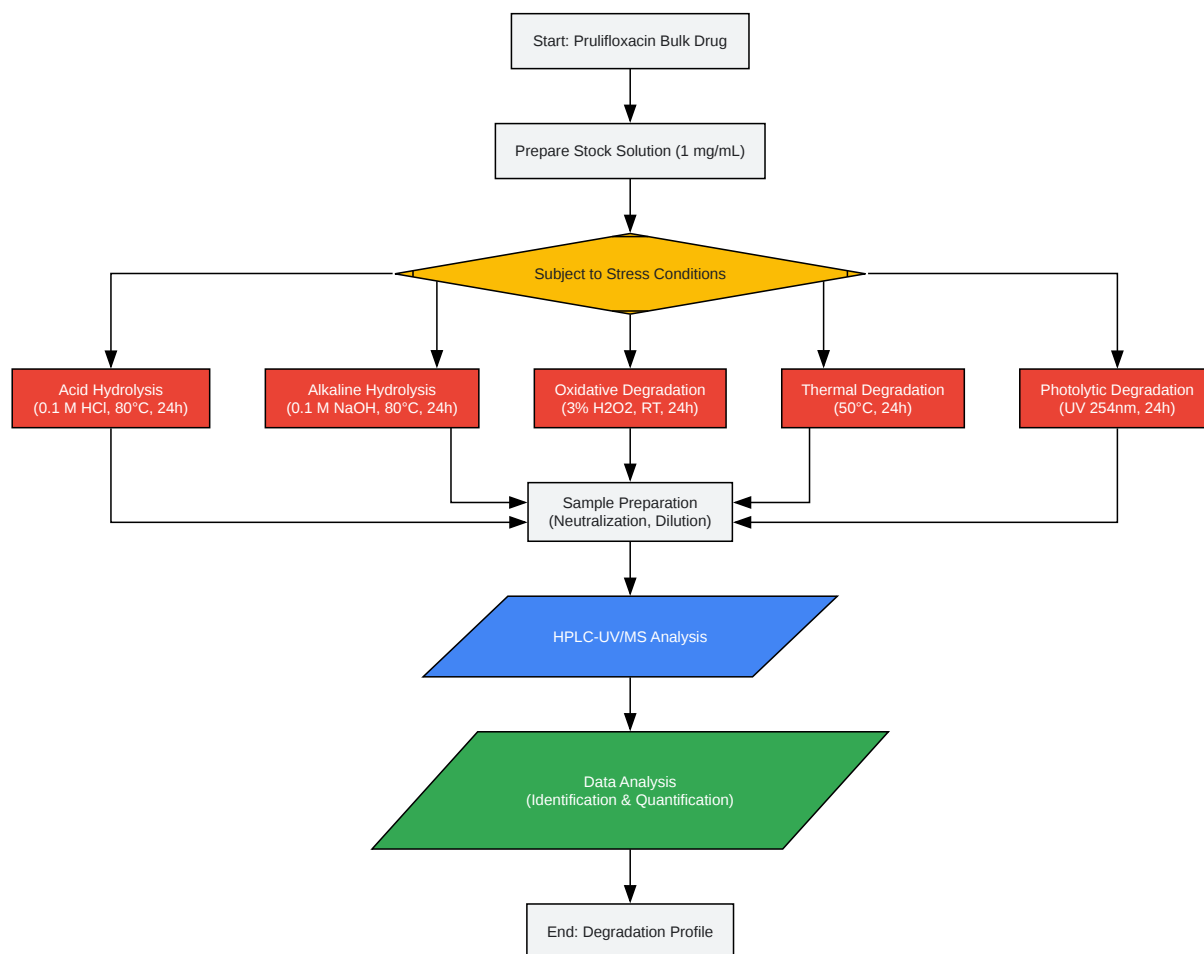 Start: Prulifloxacin Bulk Drug
Prepare Stock Solution (1 mg/mL)
Subject to Stress Conditions
Acid Hydrolysis
(0.1 M HCl, 80°C, 24h)
Alkaline Hydrolysis
(0.1 M NaOH, 80°C, 24h)
Oxidative Degradation
(3% H2O2, RT, 24h)
Thermal Degradation
(50°C, 24h)
Photolytic Degradation
(UV 254nm, 24h)
Sample Preparation
(Neutralization, Dilution)
HPLC-UV/MS Analysis
Data Analysis
(Identification & Quantification)
End: Degradation Profile